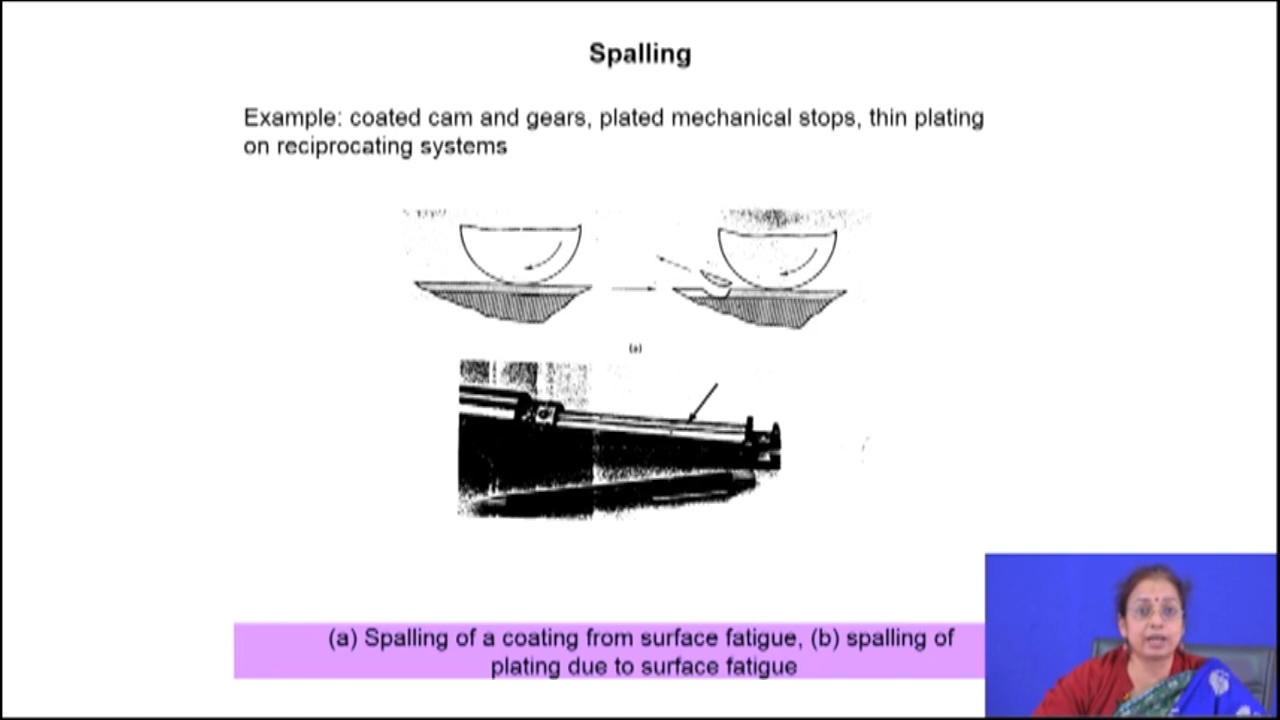 Spalling
Example: coated cam and gears, plated mechanical stops, thin plating
on reciprocating systems
(a)
(a) Spalling of a coating from surface fatigue, (b) spalling of
plating due to surface fatigue